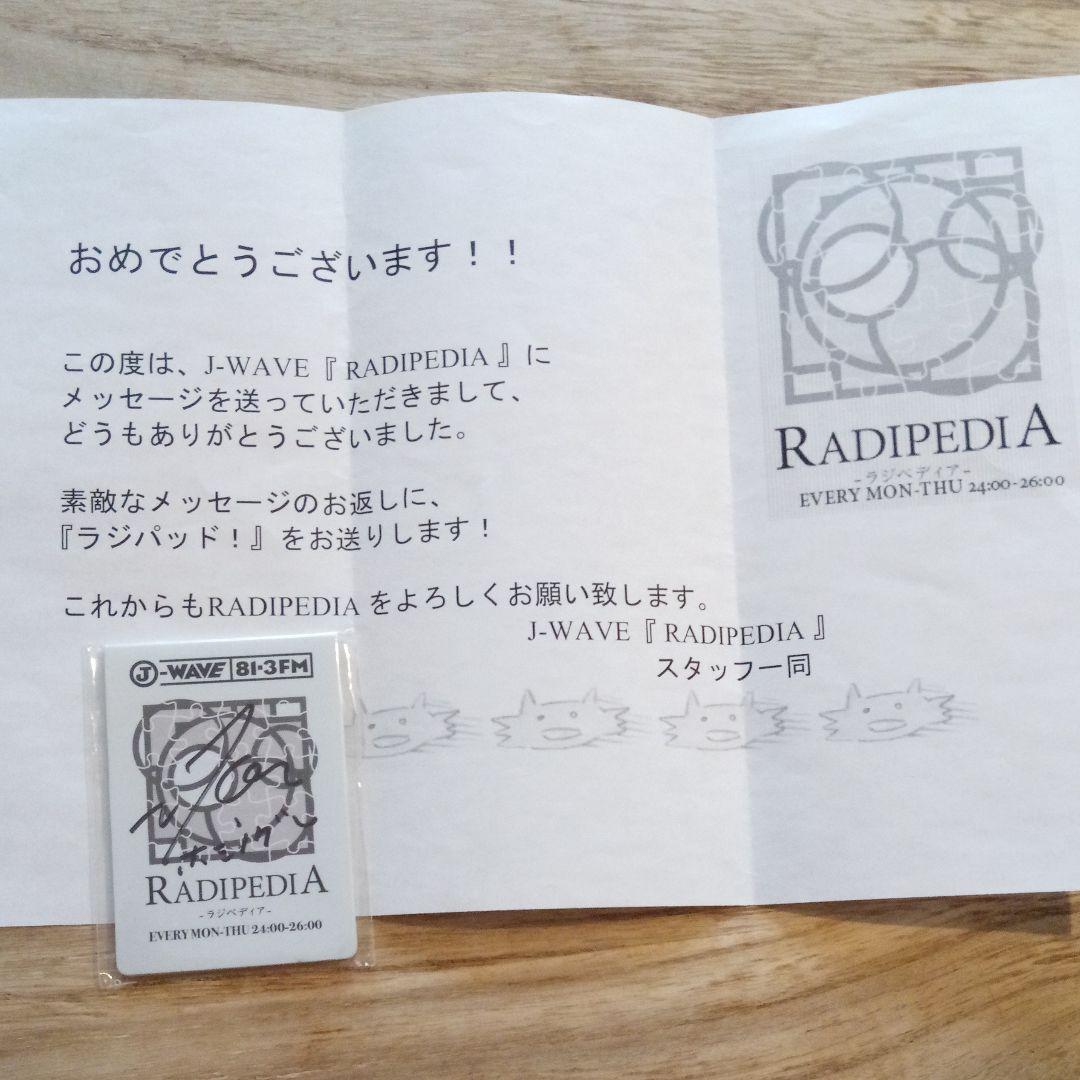 おめでとうございます！！
この度は、J-WAVE『RADIPEDIA』に
メッセージを送っていただきまして、
どうもありがとうございました。
素敵なメッセージのお返しに、
『ラジパッド！』をお送りします！
これからもRADIPEDIAをよろしくお願い致します。
J-WAVE『RADIPEDIA』
スタッフ一同
RADIPEDIA
-ラジペディア-
EVERY MON-THU 24:00-26:00
J-WAVE 81.3FM
RADIPEDIA
-ラジペディア-
EVERY MON-THU 24:00-26:00